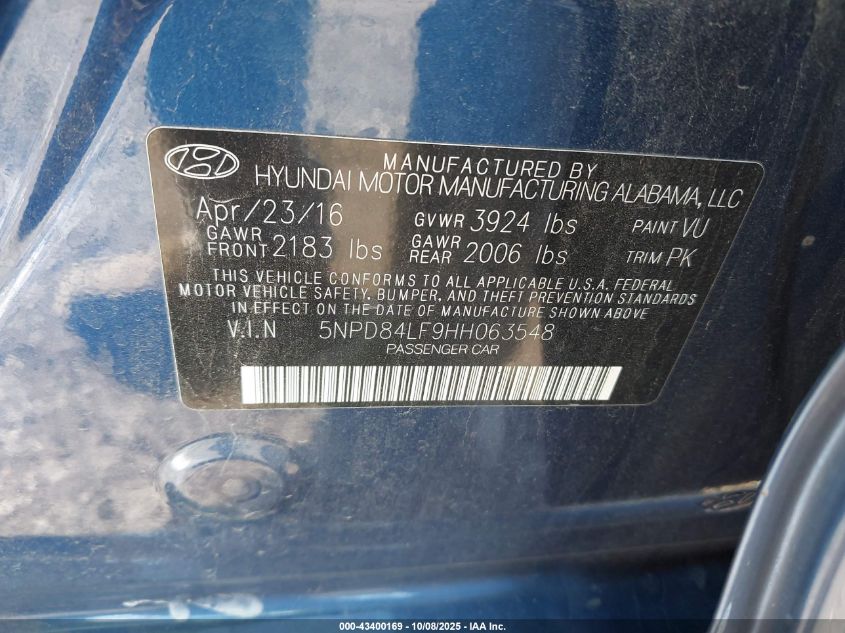 MANUFACTURED BY
HYUNDAI MOTOR MANUFACTURING ALABAMA, LLC
Apr/23/16 GVWR 3924 lbs PAINT VU
GAWR FRONT 2183 lbs GAWR REAR 2006 lbs TRIM PK
THIS VEHICLE CONFORMS TO ALL APPLICABLE U.S.A. FEDERAL
MOTOR VEHICLE SAFETY, BUMPER, AND THEFT PREVENTION STANDARDS
IN EFFECT ON THE DATE OF MANUFACTURE SHOWN ABOVE
V.I.N 5NPD84LF9HH063548
PASSENGER CAR
000-43400169 - 10/08/2025 - IAA Inc.